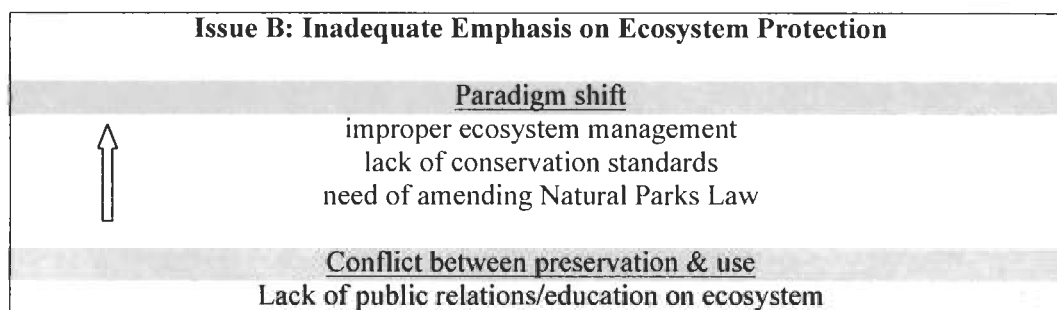 Issue B: Inadequate Emphasis on Ecosystem Protection
Paradigm shift
improper ecosystem management
lack of conservation standards
need of amending Natural Parks Law
Conflict between preservation & use
Lack of public relations/education on ecosystem